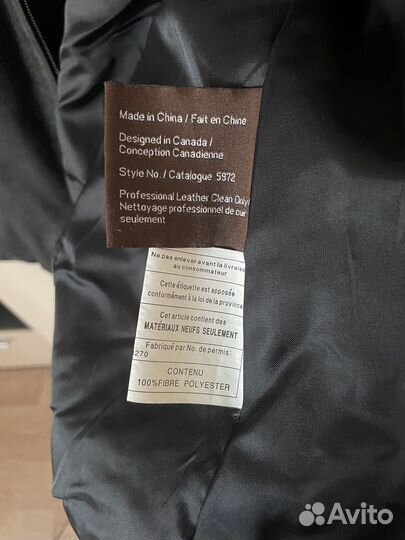 Made in China / Fait en Chine
Designed in Canada /
Conception Canadienne
Style No. / Catalogue 5972
Professional Leather Clean Only/
Nettoyage professionnel de cuir
seulement
Ne pas enlever avant la livraison
au consommateur
Cette étiquette est apposée
conformément à la loi de la province
Cet article contient des
MATÉRIAUX NEUFS SEULEMENT
Fabriqué par No. de permis:
270
CONTENU
100%FIBRE POLYESTER
Avito